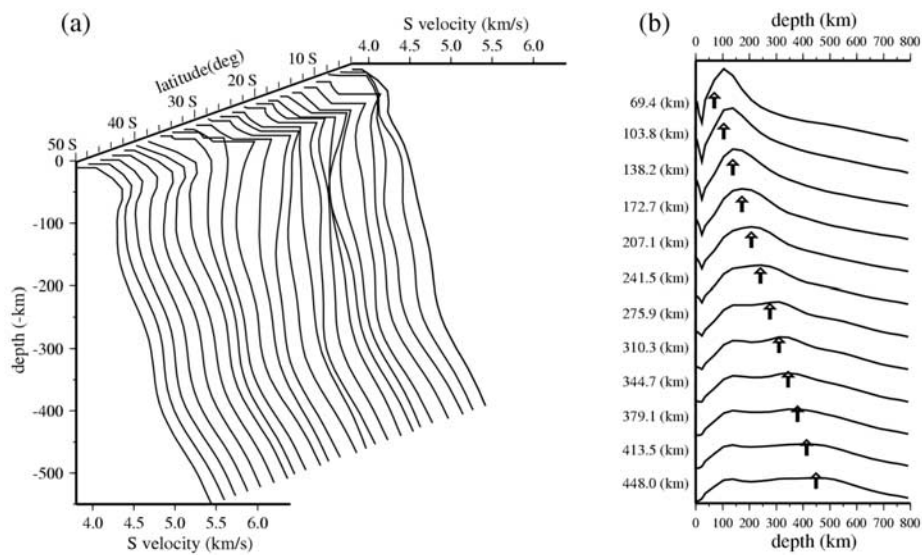 (a)
S velocity (km/s)
4.0 4.5 5.0 5.5 6.0
latitude(deg)
10 S
20 S
30 S
40 S
50 S
0
-100
-200
-300
-400
-500
depth (-km)
4.0 4.5 5.0 5.5 6.0
S velocity (km/s)
(b)
depth (km)
0 100 200 300 400 500 600 700 800
69.4 (km)
103.8 (km)
138.2 (km)
172.7 (km)
207.1 (km)
241.5 (km)
275.9 (km)
310.3 (km)
344.7 (km)
379.1 (km)
413.5 (km)
448.0 (km)
0 100 200 300 400 500 600 700 800
depth (km)